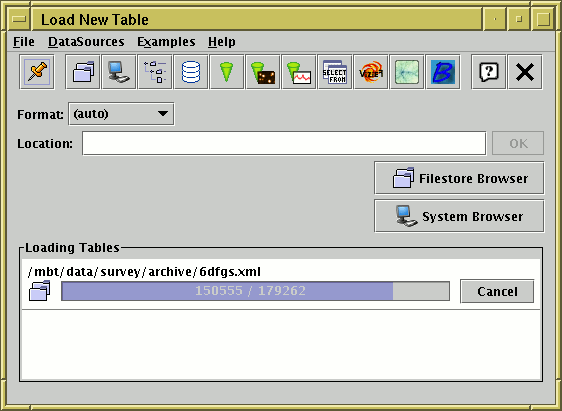 Load New Table
File DataSources Examples Help
SELECT FROM
VizieR
B
?
Format: (auto)
Location:
OK
Filestore Browser
System Browser
Loading Tables
/mbt/data/survey/archive/6dfgs.xml
150555 / 179262
Cancel